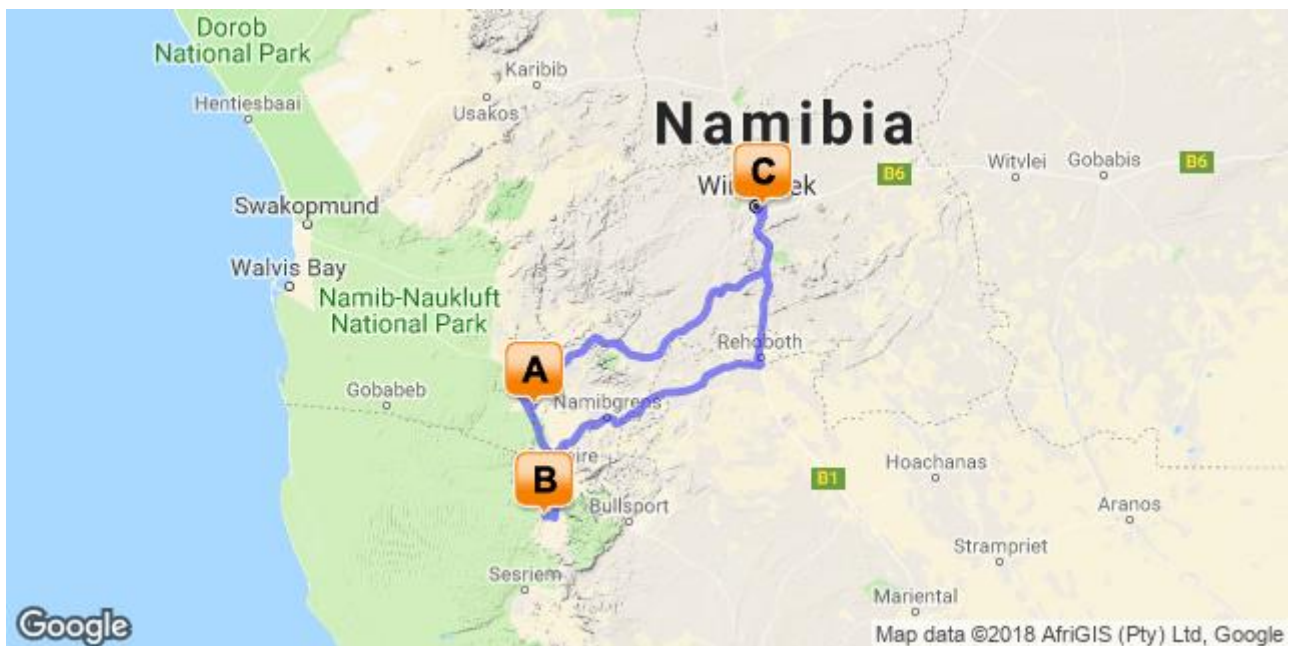 Dorob
National Park
Karibib
Usakos
Hentiesbaai
Namibia
Witvlei
Gobabis
B6
B6
C
Swakopmund
Walvis Bay
Namib-Naukluft
National Park
Rehoboth
A
Gobabeb
Namibgrens
B
B1
Hoachanas
Bullsport
Aranos
Strampriet
Sesriem
Mariental
Google
Map data ©2018 AfriGIS (Pty) Ltd, Google